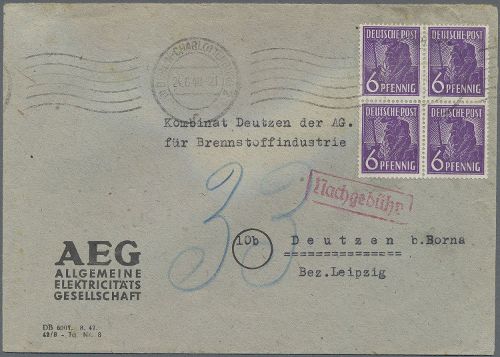 DEUTSCHE POST
6 PFENNIG
DEUTSCHE POST
6 PFENNIG
DEUTSCHE POST
6 PFENNIG
DEUTSCHE POST
6 PFENNIG
CHARLOTTENBURG
Kombinat Deutzen der AG.
für Brennstoffindustrie
33
Nachgebühr
10b
Deutzen b.Borna
Bez.Leipzig
AEG
ALLGEMEINE
ELEKTRICITÄTS
GESELLSCHAFT